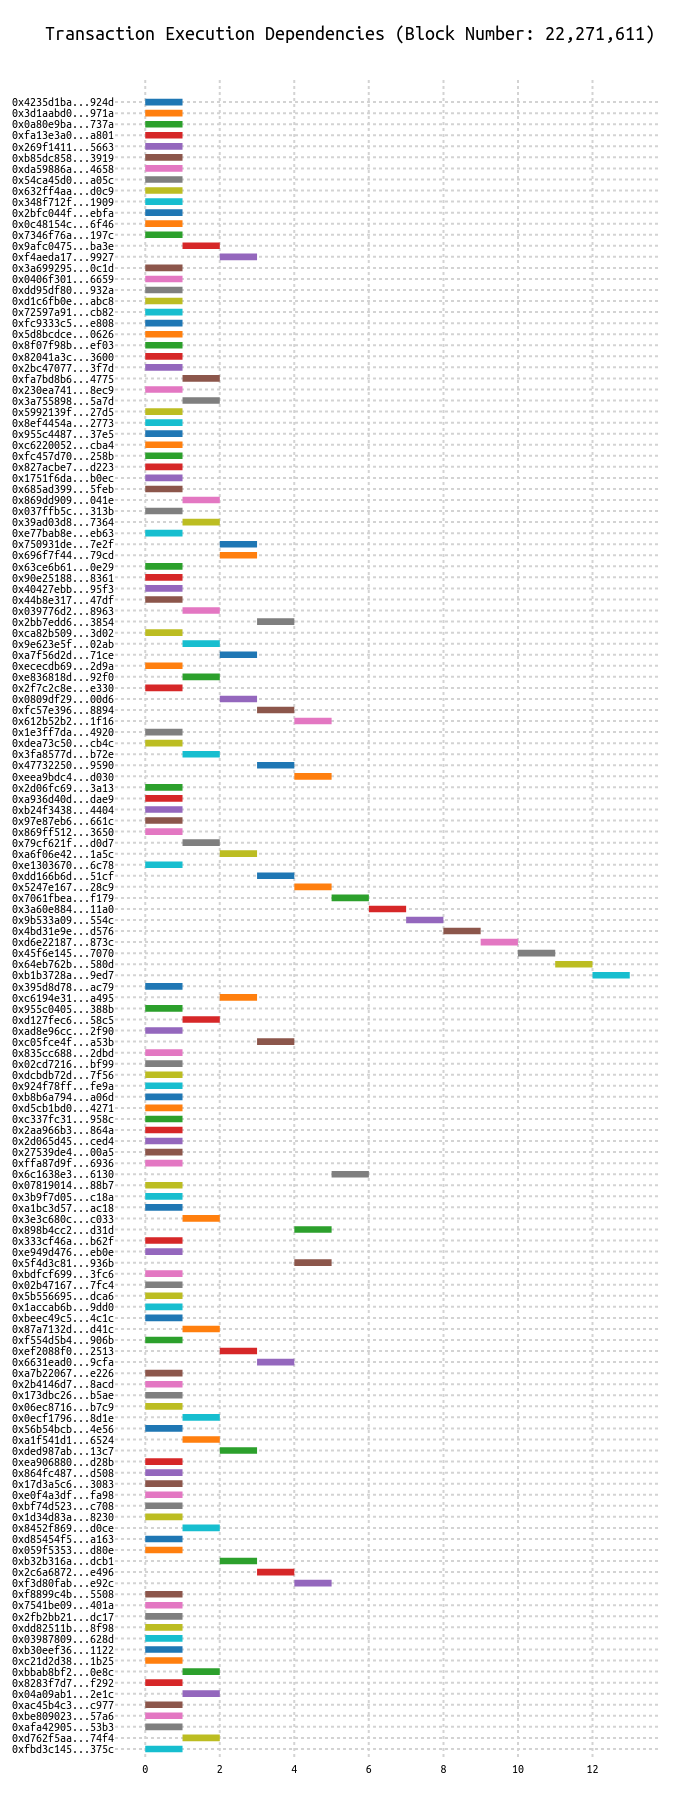 Transaction Execution Dependencies (Block Number: 22,271,611)
0x4235d1ba...924d
0x3d1aabd0...971a
0x0a80e9ba...737a
0xfa13e3a0...a801
0x269f1411...5663
0xb85dc858...3919
0xda59886a...4658
0x54ca45d0...a05c
0x632ff4aa...d0c9
0x348f712f...1909
0x2bfc044f...ebfa
0x0c48154c...6f46
0x7346f76a...197c
0x9afc0475...ba3e
0xf4aeda17...9927
0x3a699295...0c1d
0x0406f301...6659
0xdd95df80...932a
0xd1c6fb0e...abc8
0x72597a91...cb82
0xfc9333c5...e808
0x5d8bcdce...0626
0x8f07f98b...ef03
0x82041a3c...3600
0x2bc47077...3f7d
0xfa7bd8b6...4775
0x230ea741...8ec9
0x3a755898...5a7d
0x5992139f...27d5
0x8ef4454a...2773
0x955c4487...37e5
0xc6220052...cba4
0xfc457d70...258b
0x827acbe7...d223
0x1751f6da...b0ec
0x685ad399...5feb
0x869dd909...041e
0x037ffb5c...313b
0x39ad03d8...7364
0xe77bab8e...eb63
0x750931de...7e2f
0x696f7f44...79cd
0x63ce6b61...0e29
0x90e25188...8361
0x40427ebb...95f3
0x44b8e317...47df
0x039776d2...8963
0x2bb7edd6...3854
0xca82b509...3d02
0x9e623e5f...02ab
0xa7f56d2d...71ce
0xececdb69...2d9a
0xe836818d...92f0
0x2f7c2c8e...e330
0x0809df29...00d6
0xfc57e396...8894
0x612b52b2...1f16
0x1e3ff7da...4920
0xdea73c50...cb4c
0x3fa8577d...b72e
0x47732250...9590
0xeea9bdc4...d030
0x2d06fc69...3a13
0xa936d40d...dae9
0xb24f3438...4404
0x97e87eb6...661c
0x869ff512...3650
0x79cf621f...d0d7
0xa6f06e42...1a5c
0xe1303670...6c78
0xdd166b6d...51cf
0x5247e167...28c9
0x7061fbea...f179
0x3a60e884...11a0
0x9b533a09...554c
0x4bd31e9e...d576
0xd6e22187...873c
0x45f6e145...7070
0x64eb762b...580d
0xb1b3728a...9ed7
0x395d8d78...ac79
0xc6194e31...a495
0x955c0405...388b
0xd127fec6...58c5
0xad8e96cc...2f90
0xc05fce4f...a53b
0x835cc688...2dbd
0x02cd7216...bf99
0xdcbdb72d...7f56
0x924f78ff...fe9a
0xb8b6a794...a06d
0xd5cb1bd0...4271
0xc337fc31...958c
0x2aa966b3...864a
0x2d065d45...ced4
0x27539de4...00a5
0xffa87d9f...6936
0x6c1638e3...6130
0x07819014...88b7
0x3b9f7d05...c18a
0xa1bc3d57...ac18
0x3e3c680c...c033
0x898b4cc2...d31d
0x333cf46a...b62f
0xe949d476...eb0e
0x5f4d3c81...936b
0xbdfcf699...3fc6
0x02b47167...7fc4
0x5b556695...dca6
0x1accab6b...9dd0
0xbeec49c5...4c1c
0x87a7132d...d41c
0xf554d5b4...906b
0xef2088f0...2513
0x6631ead0...9cfa
0xa7b22067...e226
0x2b4146d7...8acd
0x173dbc26...b5ae
0x06ec8716...b7c9
0x0ecf1796...8d1e
0x56b54bcb...4e56
0xa1f541d1...6524
0xded987ab...13c7
0xea906880...d28b
0x864fc487...d508
0x17d3a5c6...3083
0xe0f4a3df...fa98
0xbf74d523...c708
0x1d34d83a...8230
0x8452f869...d0ce
0xd85454f5...a163
0x059f5353...d80e
0xb32b316a...dcb1
0x2c6a6872...e496
0xf3d80fab...e92c
0xf8899c4b...5508
0x7541be09...401a
0x2fb2bb21...dc17
0xdd82511b...8f98
0x03987809...628d
0xb30eef36...1122
0xc21d2d38...1b25
0xbbab8bf2...0e8c
0x8283f7d7...f292
0x04a09ab1...2e1c
0xac45b4c3...c977
0xbe809023...57a6
0xafa42905...53b3
0xd762f5aa...74f4
0xfbd3c145...375c
0 2 4 6 8 10 12